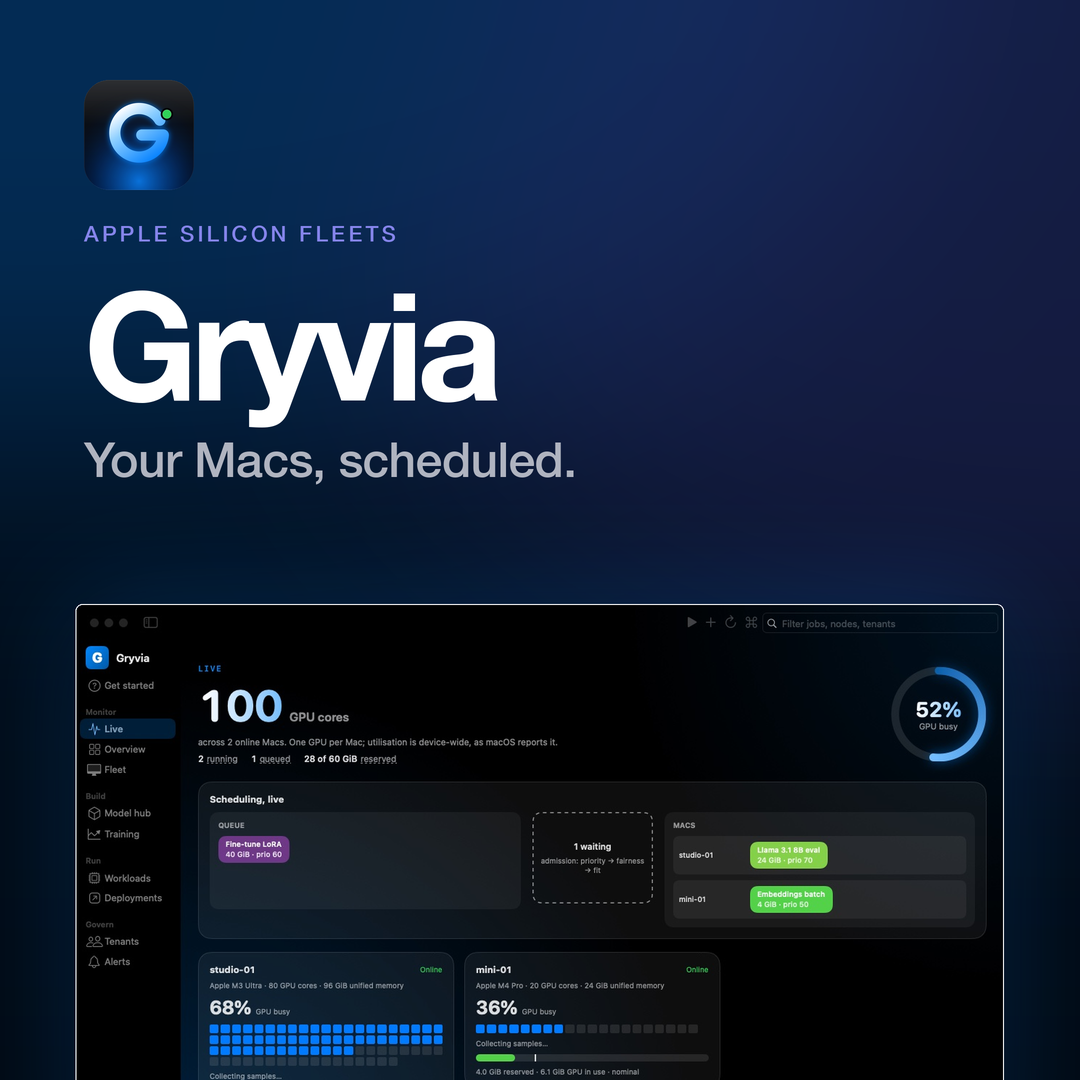 G
APPLE SILICON FLEETS
Gryvia
Your Macs, scheduled.
Filter jobs, nodes, tenants
G Gryvia
Get started
Monitor
Live
Overview
Fleet
Build
Model hub
Training
Run
Workloads
Deployments
Govern
Tenants
Alerts
LIVE
100 GPU cores
across 2 online Macs. One GPU per Mac; utilisation is device-wide, as macOS reports it.
2 running 1 queued 28 of 60 GiB reserved
52%
GPU busy
Scheduling, live
QUEUE
Fine-tune LoRA
40 GiB · prio 60
1 waiting
admission: priority → fairness
→ fit
MACS
studio-01
Llama 3.1 8B eval
24 GiB · prio 70
mini-01
Embeddings batch
4 GiB · prio 50
studio-01 Online
Apple M3 Ultra · 80 GPU cores · 96 GiB unified memory
68% GPU busy
Collecting samples…
mini-01 Online
Apple M4 Pro · 20 GPU cores · 24 GiB unified memory
36% GPU busy
Collecting samples…
4.0 GiB reserved · 6.1 GiB GPU in use · nominal